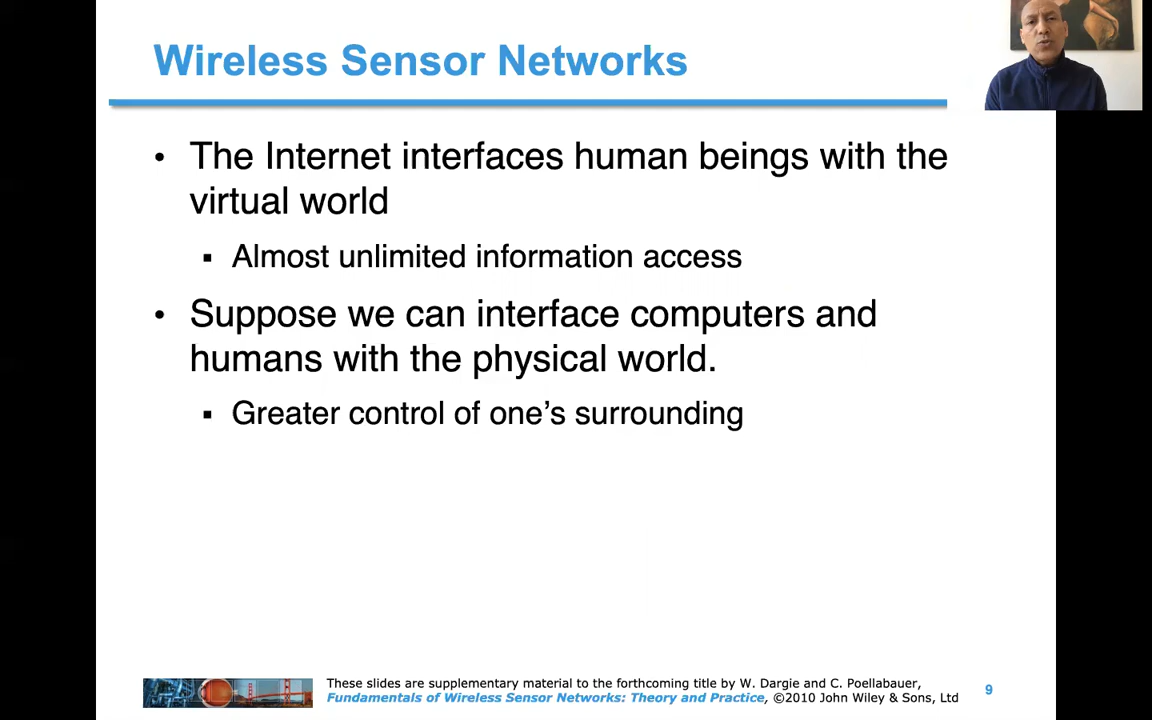 Wireless Sensor Networks
• The Internet interfaces human beings with the
virtual world
▪ Almost unlimited information access
• Suppose we can interface computers and
humans with the physical world.
▪ Greater control of one’s surrounding
These slides are supplementary material to the forthcoming title by W. Dargie and C. Poellabauer,
Fundamentals of Wireless Sensor Networks: Theory and Practice, ©2010 John Wiley & Sons, Ltd
9